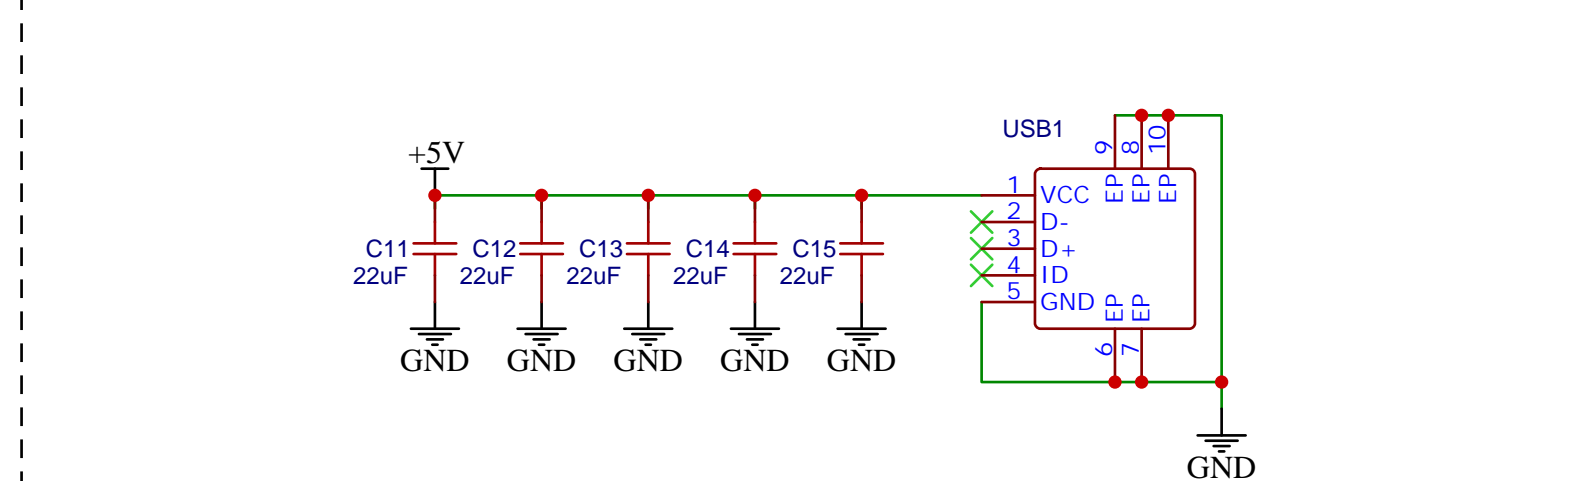 USB1
9
8
10
+5V
EP
EP
EP
1
VCC
2
D-
3
D+
4
ID
5
GND
EP
EP
C11
22uF
C12
22uF
C13
22uF
C14
22uF
C15
22uF
6
7
GND
GND
GND
GND
GND
GND